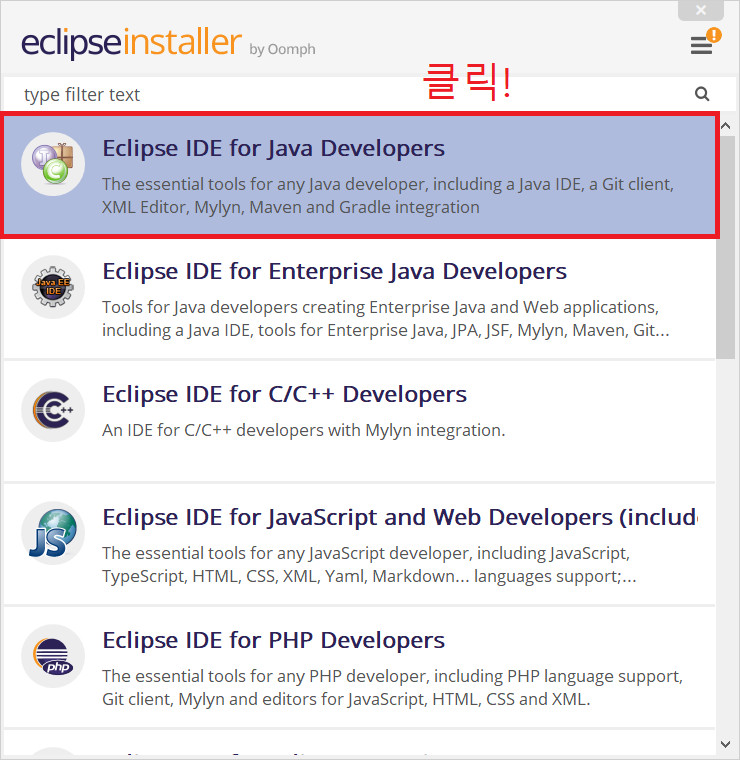 eclipseinstaller by Oomph
클릭!
type filter text
Eclipse IDE for Java Developers
The essential tools for any Java developer, including a Java IDE, a Git client,
XML Editor, Mylyn, Maven and Gradle integration
Java EE
IDE
Eclipse IDE for Enterprise Java Developers
Tools for Java developers creating Enterprise Java and Web applications,
including a Java IDE, tools for Enterprise Java, JPA, JSF, Mylyn, Maven, Git...
C++
Eclipse IDE for C/C++ Developers
An IDE for C/C++ developers with Mylyn integration.
JS
Eclipse IDE for JavaScript and Web Developers (includ
The essential tools for any JavaScript developer, including JavaScript,
TypeScript, HTML, CSS, XML, Yaml, Markdown... languages support;...
php
Eclipse IDE for PHP Developers
The essential tools for any PHP developer, including PHP language support,
Git client, Mylyn and editors for JavaScript, HTML, CSS and XML.